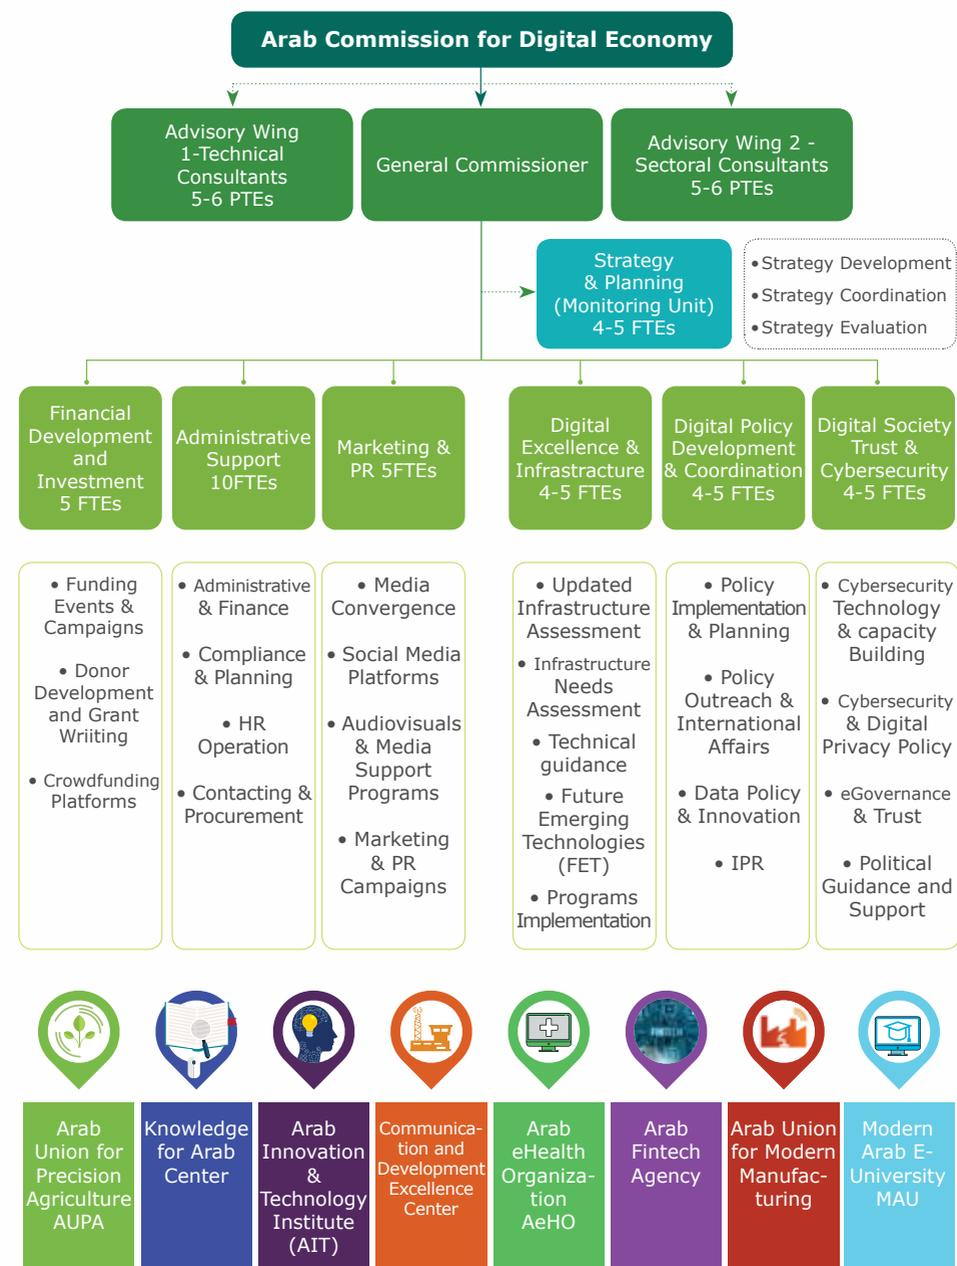 Arab Commission for Digital Economy
Advisory Wing
1-Technical
Consultants
5-6 PTEs
General Commissioner
Advisory Wing 2 -
Sectoral Consultants
5-6 PTEs
Strategy
& Planning
(Monitoring Unit)
4-5 FTEs
• Strategy Development
• Strategy Coordination
• Strategy Evaluation
Financial
Development
and
Investment
5 FTEs
Administrative
Support
10FTEs
Marketing &
PR 5FTEs
Digital
Excellence &
Infrastracture
4-5 FTEs
Digital Policy
Development
& Coordination
4-5 FTEs
Digital Society
Trust &
Cybersecurity
4-5 FTEs
• Funding
Events &
Campaigns
• Donor
Development
and Grant
Wriiting
• Crowdfunding
Platforms
• Administrative
& Finance
• Compliance
& Planning
• HR
Operation
• Contacting &
Procurement
• Media
Convergence
• Social Media
Platforms
• Audiovisuals
& Media
Support
Programs
• Marketing
& PR
Campaigns
• Updated
Infrastructure
Assessment
• Infrastructure
Needs
Assessment
• Technical
guidance
• Future
Emerging
Technologies
(FET)
• Programs
Implementation
• Policy
Implementation
& Planning
• Policy
Outreach &
International
Affairs
• Data Policy
& Innovation
• IPR
• Cybersecurity
Technology
& capacity
Building
• Cybersecurity
& Digital
Privacy Policy
• eGovernance
& Trust
• Political
Guidance and
Support
Arab
Union for
Precision
Agriculture
AUPA
Knowledge
for Arab
Center
Arab
Innovation
&
Technology
Institute
(AIT)
Communica-
tion and
Development
Excellence
Center
Arab
eHealth
Organiza-
tion
AeHO
Arab
Fintech
Agency
Arab Union
for Modern
Manufac-
turing
Modern
Arab E-
University
MAU